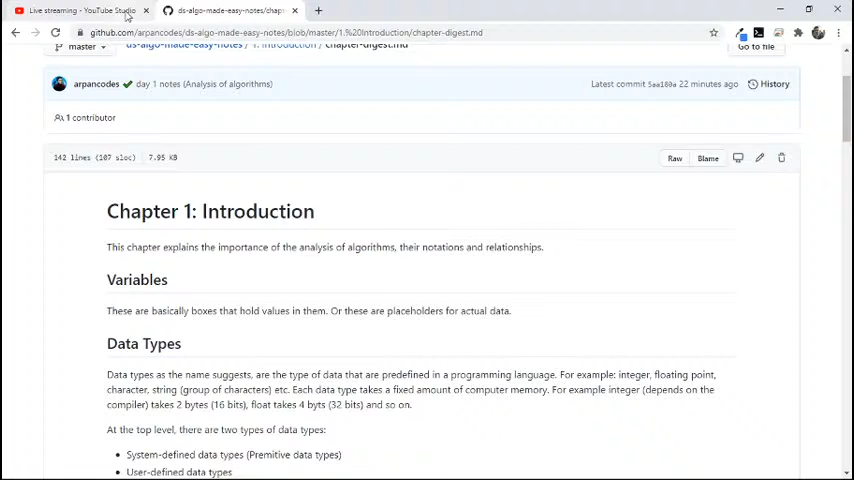 Live streaming - YouTube Studio
ds-algo-made-easy-notes/chapt
github.com/arpancodes/ds-algo-made-easy-notes/blob/master/1.%20Introduction/chapter-digest.md
master
ds-algo-made-easy-notes / 1. Introduction / chapter-digest.md
Go to file
arpancodes day 1 notes (Analysis of algorithms)
Latest commit 5aa180a 22 minutes ago
History
1 contributor
142 lines (107 sloc) 7.95 KB
Raw
Blame
Chapter 1: Introduction
This chapter explains the importance of the analysis of algorithms, their notations and relationships.
Variables
These are basically boxes that hold values in them. Or these are placeholders for actual data.
Data Types
Data types as the name suggests, are the type of data that are predefined in a programming language. For example: integer, floating point,
character, string (group of characters) etc. Each data type takes a fixed amount of computer memory. For example integer (depends on the
compiler) takes 2 bytes (16 bits), float takes 4 byts (32 bits) and so on.
At the top level, there are two types of data types:
System-defined data types (Premitive data types)
User-defined data types